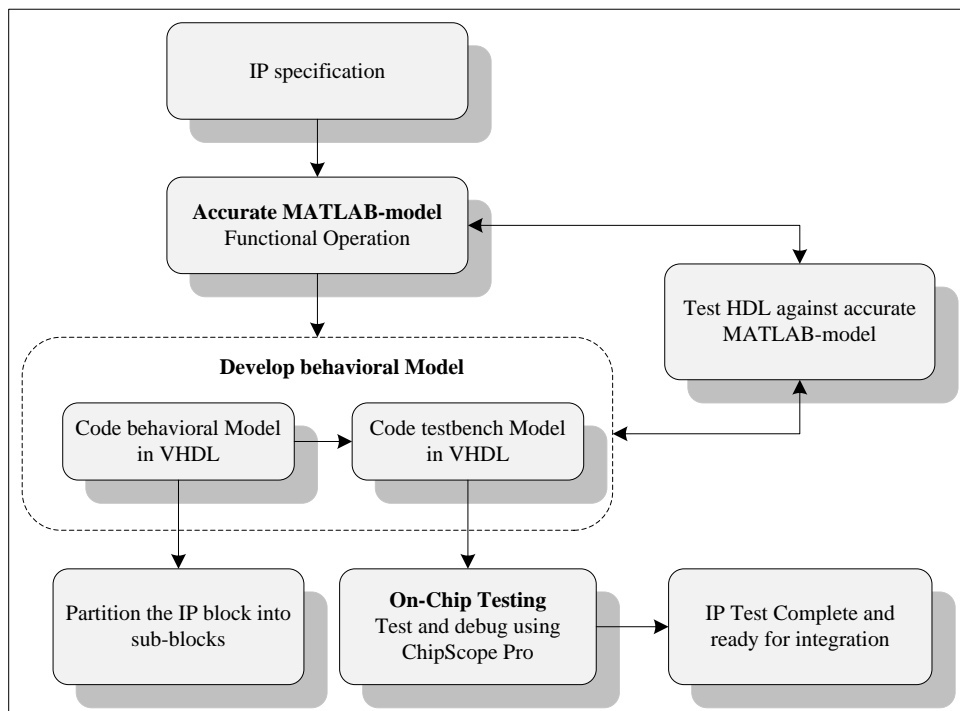 IP specification
Accurate MATLAB-model
Functional Operation
Test HDL against accurate
MATLAB-model
Develop behavioral Model
Code behavioral Model
in VHDL
Code testbench Model
in VHDL
Partition the IP block into
sub-blocks
On-Chip Testing
Test and debug using
ChipScope Pro
IP Test Complete and
ready for integration